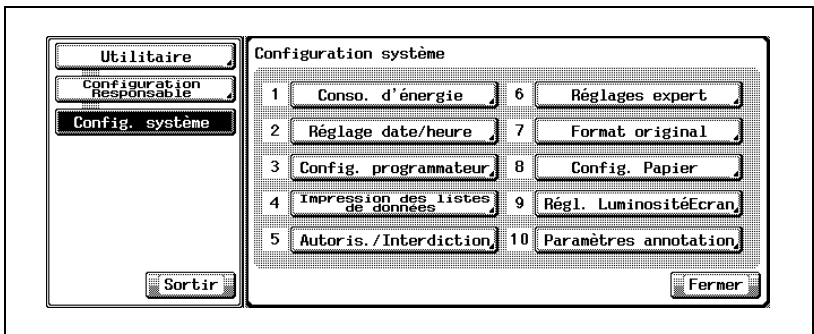 Utilitaire
Configuration
Responsable
Config. système
Sortir
Configuration système
1 Conso. d'énergie
2 Réglage date/heure
3 Config. programmateur
4 Impression des listes
de données
5 Autoris./Interdiction
6 Réglages expert
7 Format original
8 Config. Papier
9 Régl. LuminositéEcran
10 Paramètres annotation
Fermer